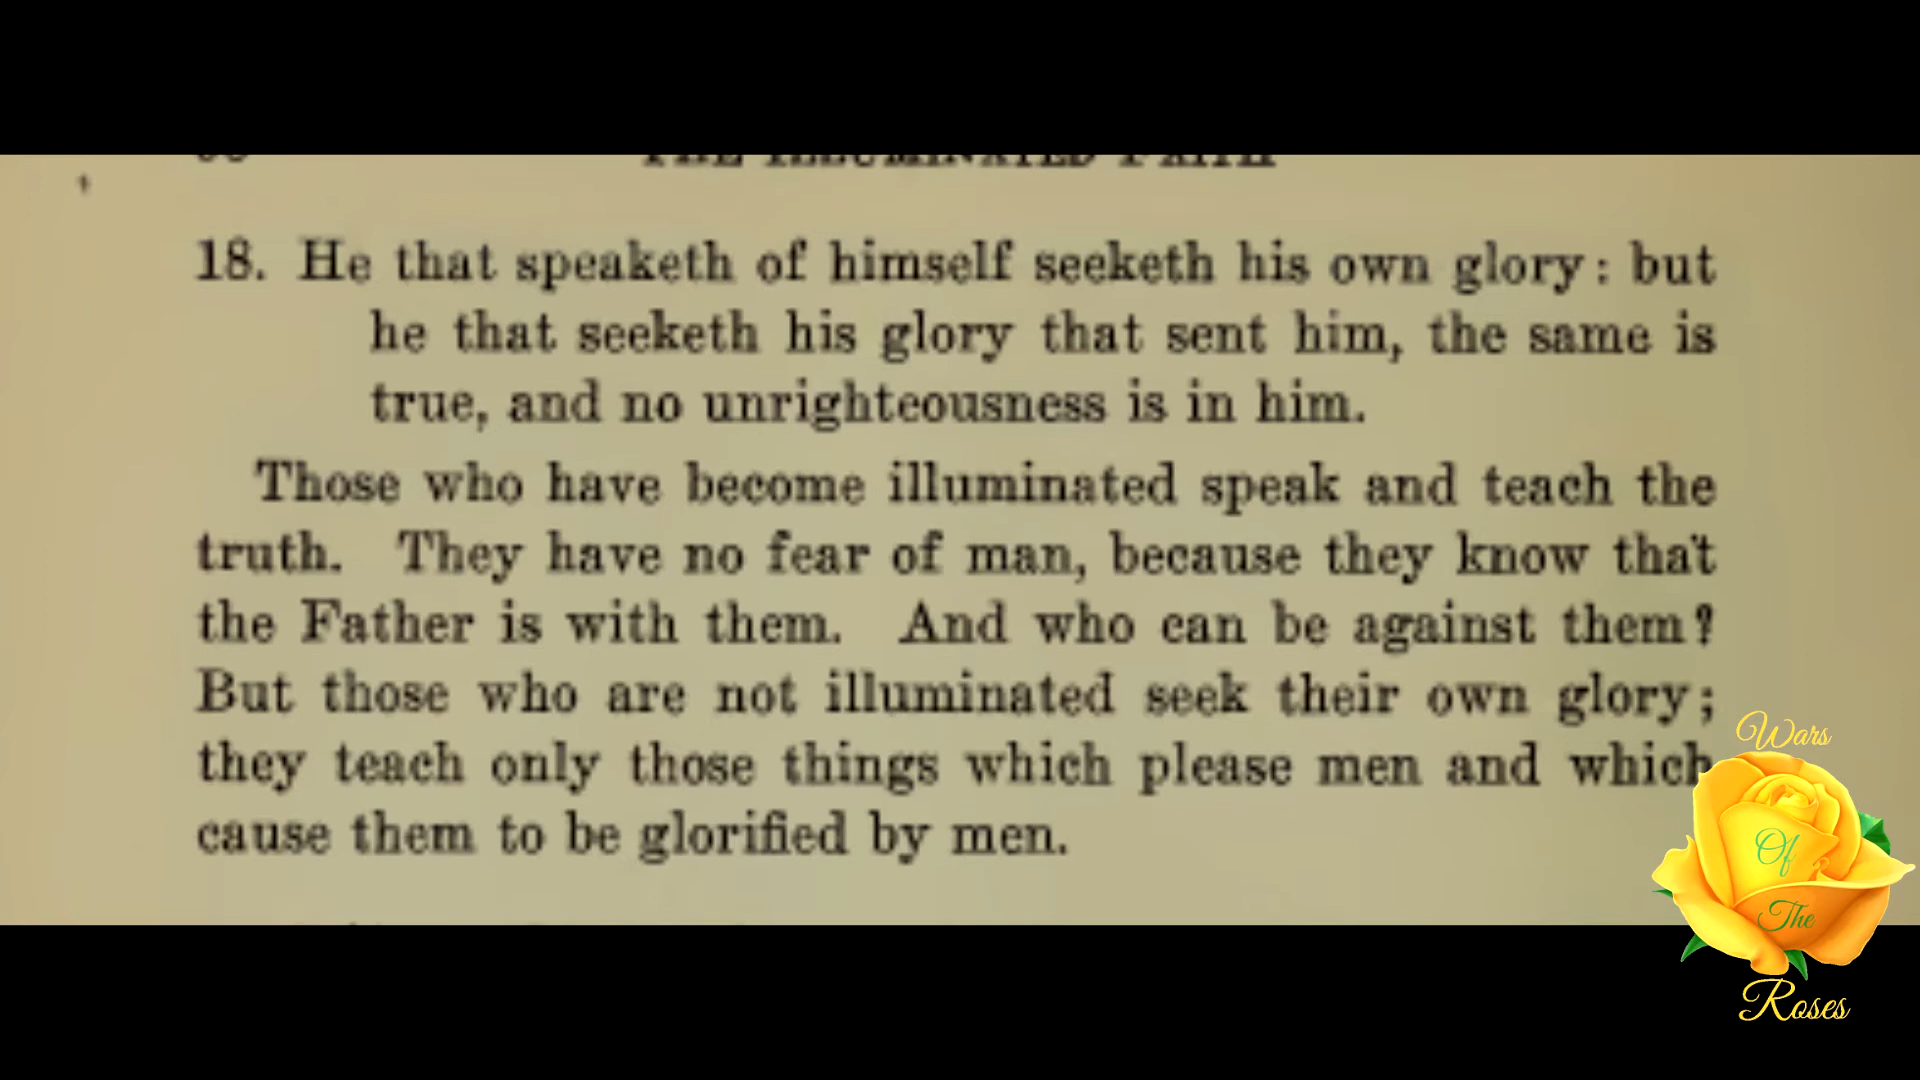 THE ILLUMINATED FAITH
18. He that speaketh of himself seeketh his own glory: but
he that seeketh his glory that sent him, the same is
true, and no unrighteousness is in him.
Those who have become illuminated speak and teach the
truth. They have no fear of man, because they know that
the Father is with them. And who can be against them?
But those who are not illuminated seek their own glory;
they teach only those things which please men and which
cause them to be glorified by men.
Wars
Of
The
Roses